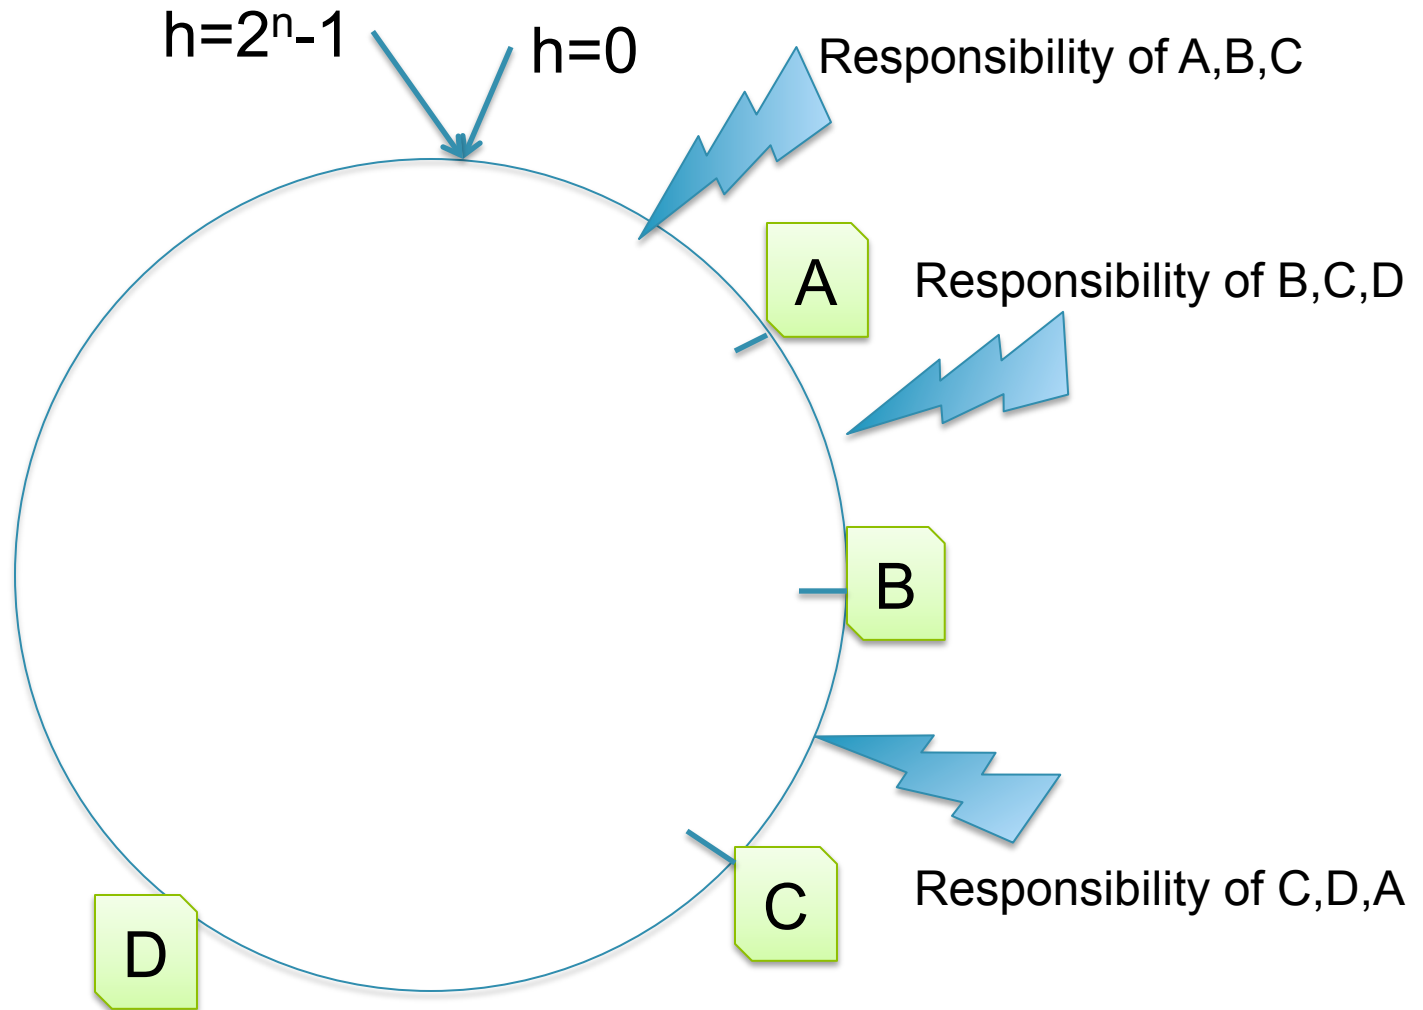 h=2ⁿ-1
h=0
Responsibility of A,B,C
A
Responsibility of B,C,D
B
C
Responsibility of C,D,A
D